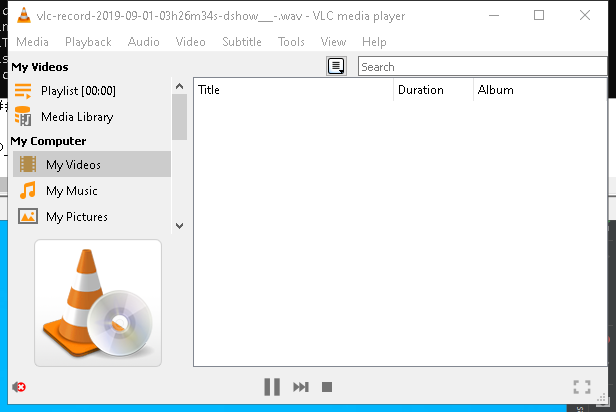 vlc-record-2019-09-01-03h26m34s-dshow___-.wav - VLC media player
Media Playback Audio Video Subtitle Tools View Help
My Videos
Search
Playlist [00:00]
Media Library
My Computer
My Videos
My Music
My Pictures
Title Duration Album